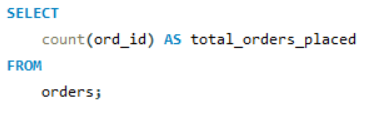 SELECT
    count(ord_id) AS total_orders_placed
FROM
    orders;